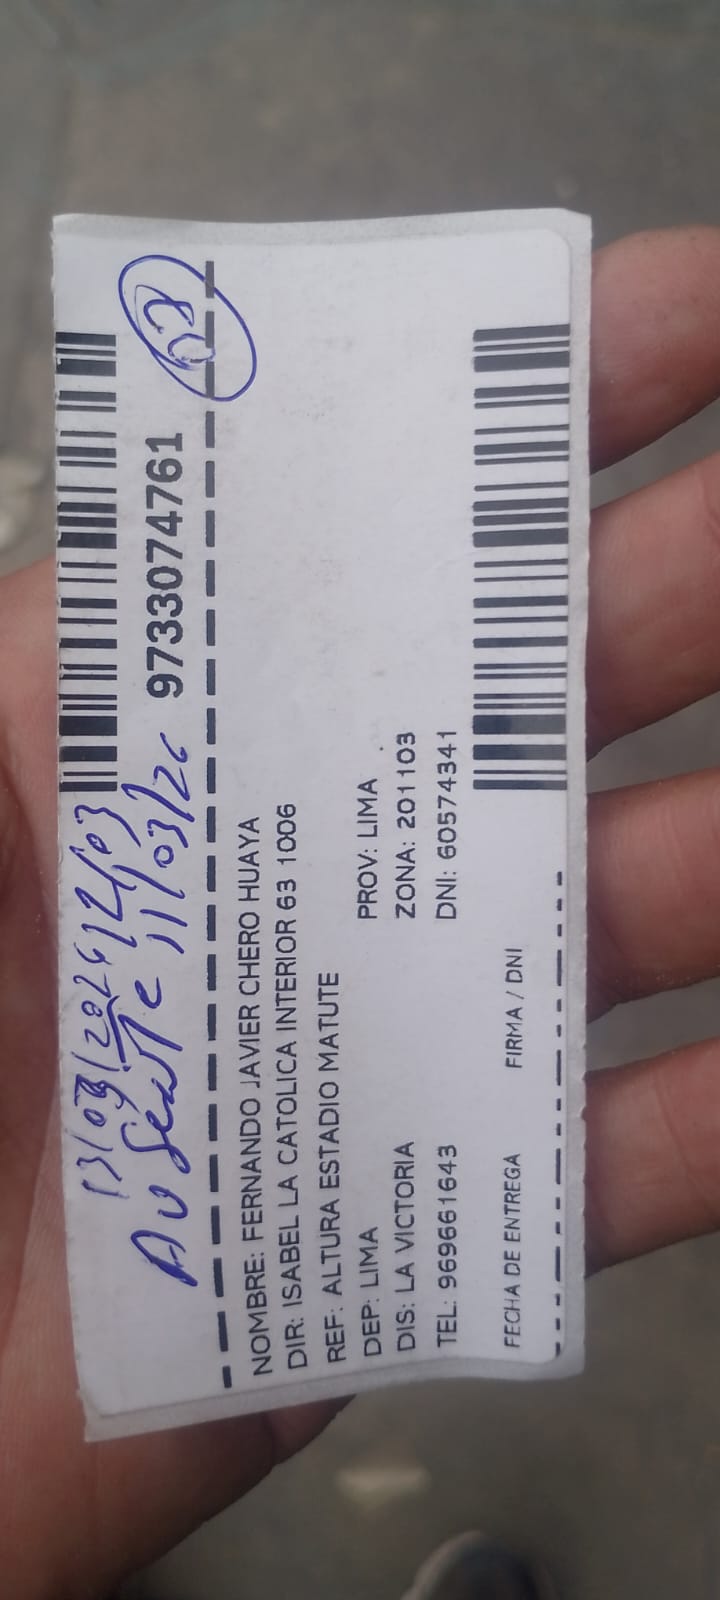 13/03/2026 12/03
Ausente 11/03/26
9733074761
NOMBRE: FERNANDO JAVIER CHERO HUAYA
DIR: ISABEL LA CATOLICA INTERIOR 63 1006
REF: ALTURA ESTADIO MATUTE
DEP: LIMA PROV: LIMA
DIS: LA VICTORIA ZONA: 201103
TEL: 969661643 DNI: 60574341
FECHA DE ENTREGA FIRMA / DNI